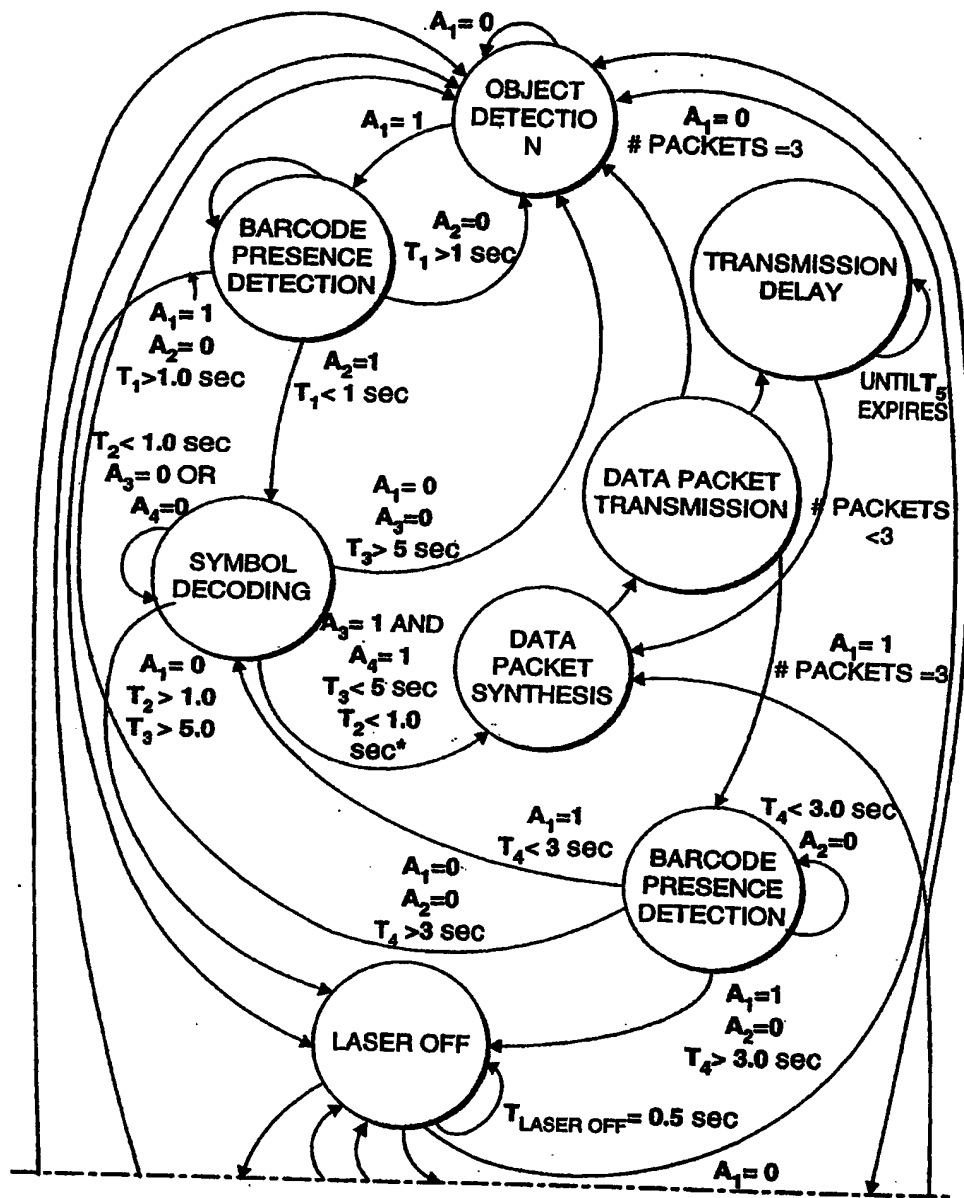 A₁=0
OBJECT
DETECTIO
N
A₁=1
A₁=0
# PACKETS =3
BARCODE
PRESENCE
DETECTION
A₂=0
T₁>1 sec
TRANSMISSION
DELAY
A₁=1
A₂=0
T₁>1.0 sec
A₂=1
T₁<1 sec
UNTILT₅
EXPIRES
T₂<1.0 sec
A₃=0 OR
A₄=0
A₁=0
A₃=0
T₃>5 sec
DATA PACKET
TRANSMISSION
# PACKETS
<3
SYMBOL
DECODING
A₃=1 AND
A₄=1
T₃<5 sec
T₂<1.0
sec*
DATA
PACKET
SYNTHESIS
A₁=1
# PACKETS =3
A₁=0
T₂>1.0
T₃>5.0
A₁=1
T₄<3 sec
T₄<3.0 sec
A₂=0
BARCODE
PRESENCE
DETECTION
A₁=0
A₂=0
T₄>3 sec
A₁=1
A₂=0
T₄>3.0 sec
LASER OFF
T LASER OFF=0.5 sec
A₁=0